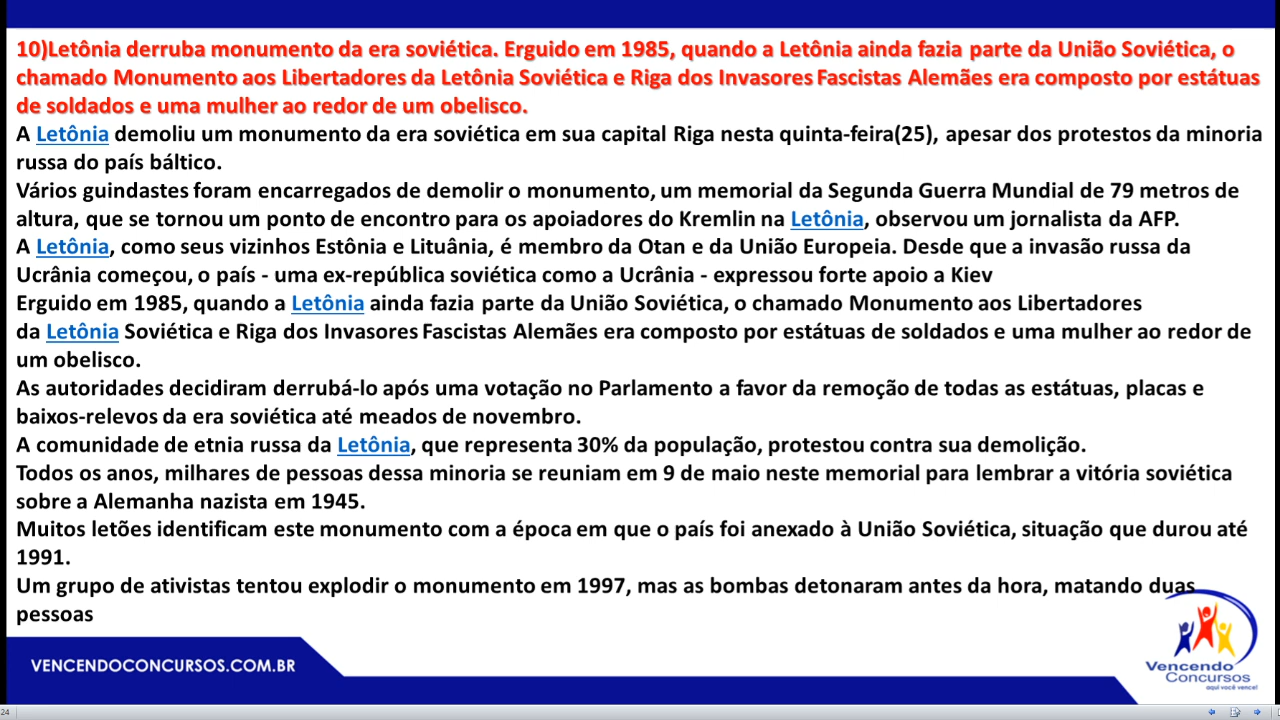 10)Letônia derruba monumento da era soviética. Erguido em 1985, quando a Letônia ainda fazia parte da União Soviética, o
chamado Monumento aos Libertadores da Letônia Soviética e Riga dos Invasores Fascistas Alemães era composto por estátuas
de soldados e uma mulher ao redor de um obelisco.
A Letônia demoliu um monumento da era soviética em sua capital Riga nesta quinta-feira(25), apesar dos protestos da minoria
russa do país báltico.
Vários guindastes foram encarregados de demolir o monumento, um memorial da Segunda Guerra Mundial de 79 metros de
altura, que se tornou um ponto de encontro para os apoiadores do Kremlin na Letônia, observou um jornalista da AFP.
A Letônia, como seus vizinhos Estônia e Lituânia, é membro da Otan e da União Europeia. Desde que a invasão russa da
Ucrânia começou, o país - uma ex-república soviética como a Ucrânia - expressou forte apoio a Kiev
Erguido em 1985, quando a Letônia ainda fazia parte da União Soviética, o chamado Monumento aos Libertadores
da Letônia Soviética e Riga dos Invasores Fascistas Alemães era composto por estátuas de soldados e uma mulher ao redor de
um obelisco.
As autoridades decidiram derrubá-lo após uma votação no Parlamento a favor da remoção de todas as estátuas, placas e
baixos-relevos da era soviética até meados de novembro.
A comunidade de etnia russa da Letônia, que representa 30% da população, protestou contra sua demolição.
Todos os anos, milhares de pessoas dessa minoria se reuniam em 9 de maio neste memorial para lembrar a vitória soviética
sobre a Alemanha nazista em 1945.
Muitos letões identificam este monumento com a época em que o país foi anexado à União Soviética, situação que durou até
1991.
Um grupo de ativistas tentou explodir o monumento em 1997, mas as bombas detonaram antes da hora, matando duas
pessoas
VENCENDOCONCURSOS.COM.BR
Vencendo
Concursos
aqui você vence!
24